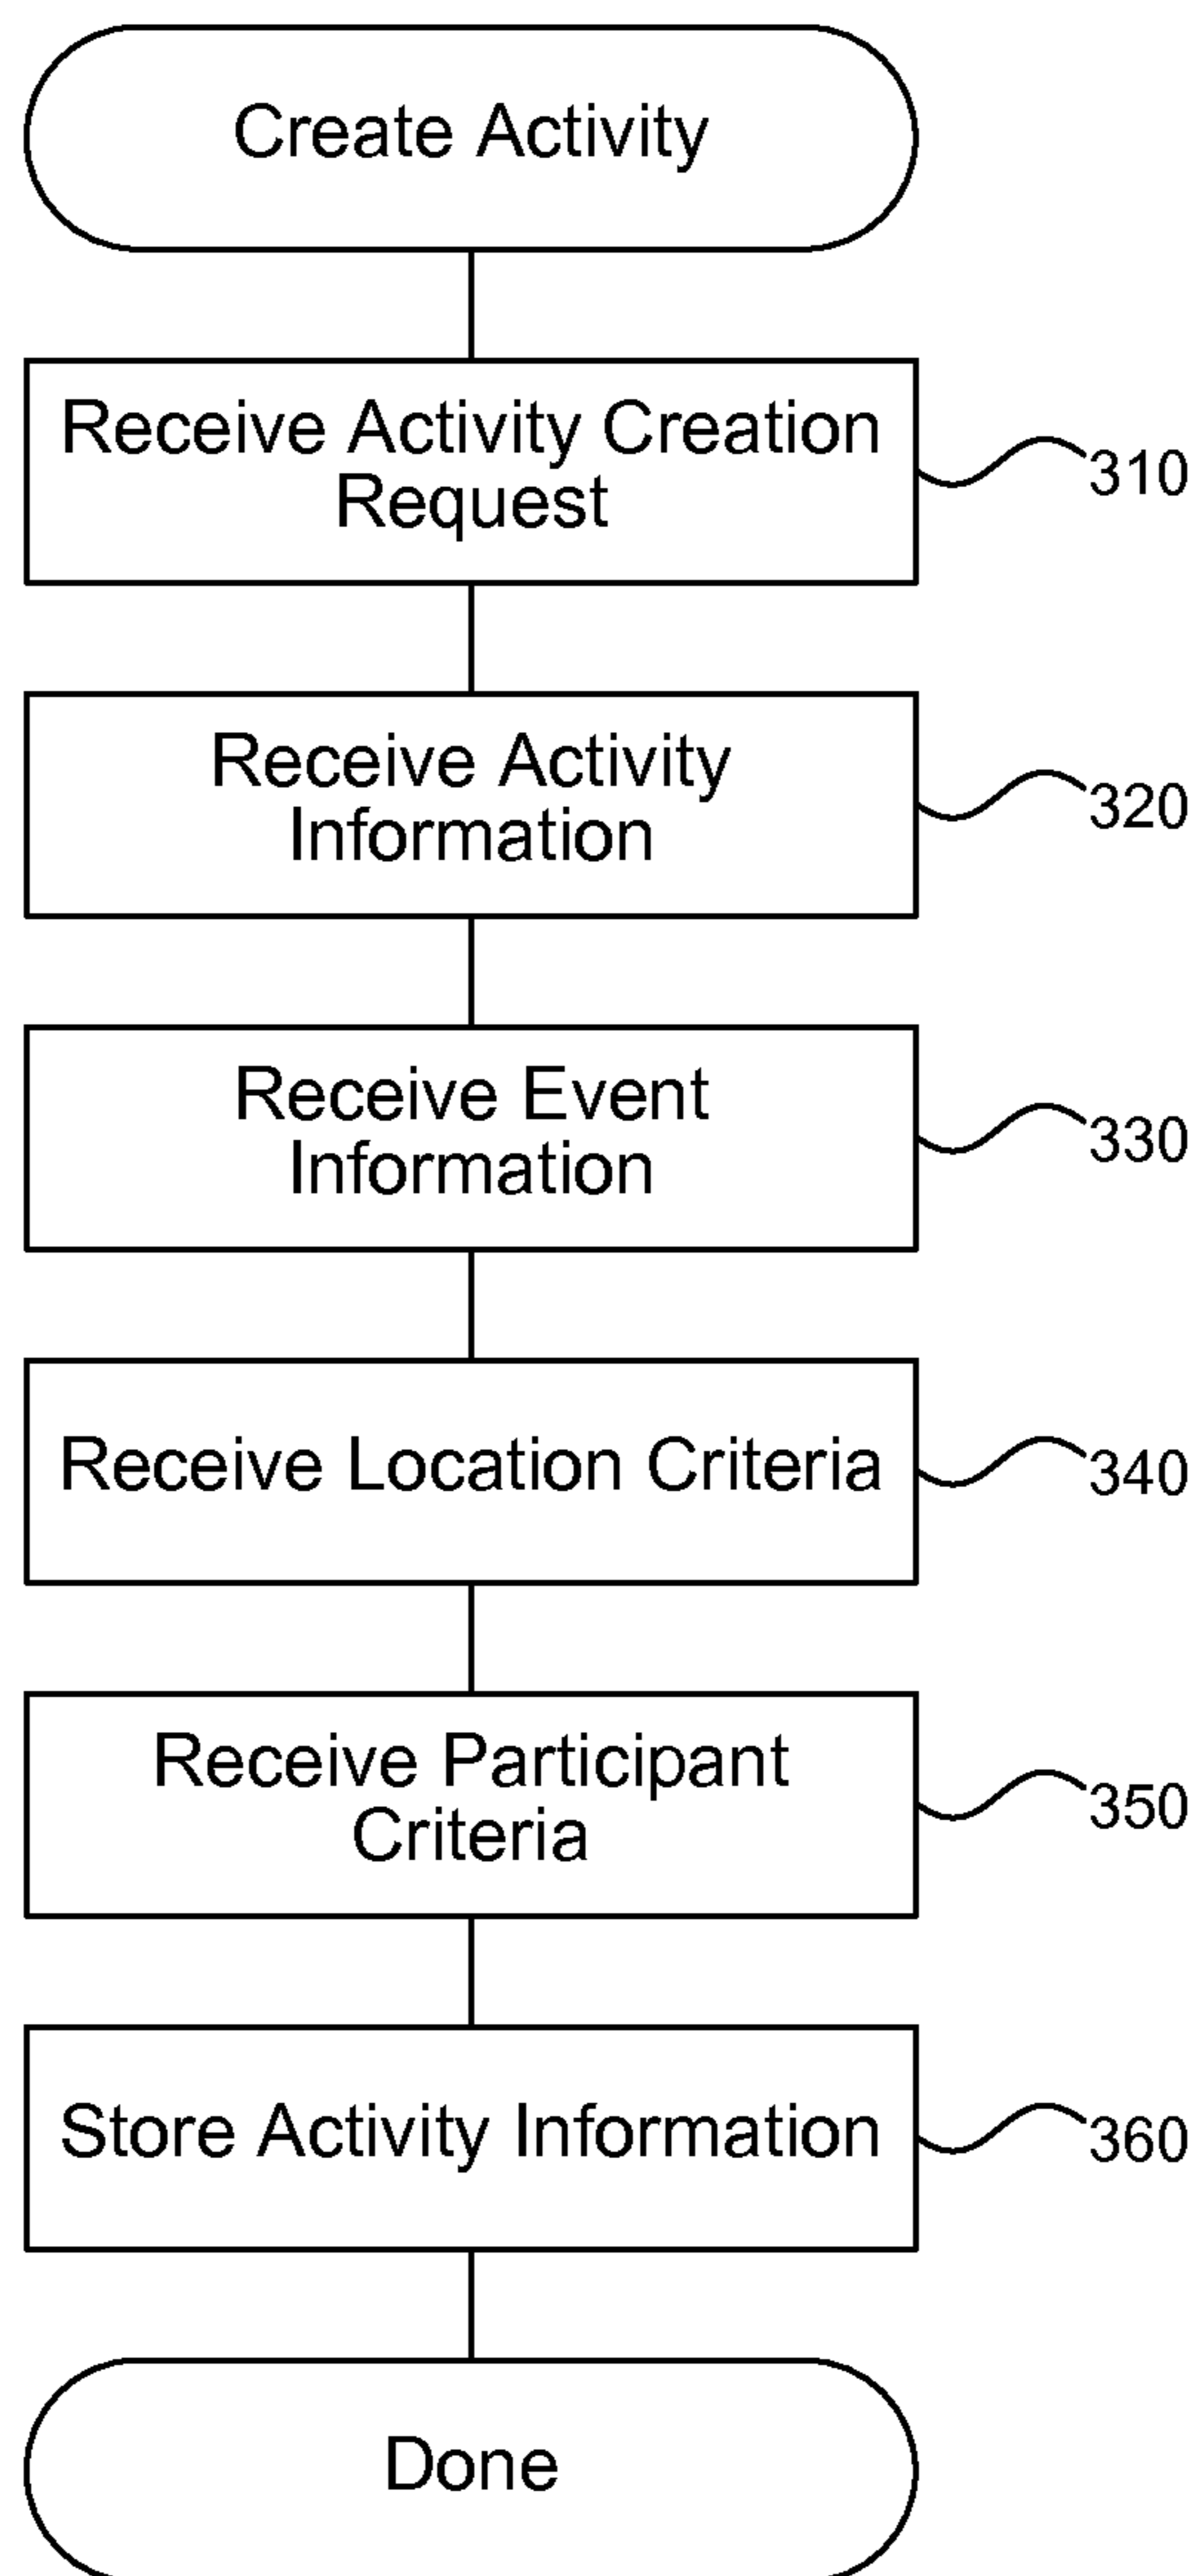 Create Activity
Receive Activity Creation
Request
310
Receive Activity
Information
320
Receive Event
Information
330
Receive Location Criteria
340
Receive Participant
Criteria
350
Store Activity Information
360
Done